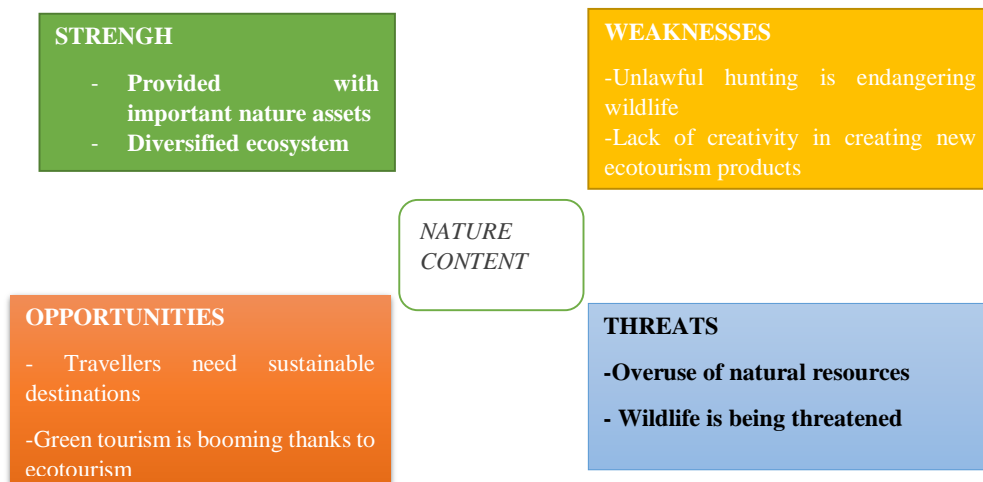 STRENGH
- Provided with
important nature assets
- Diversified ecosystem
WEAKNESSES
-Unlawful hunting is endangering
wildlife
-Lack of creativity in creating new
ecotourism products
NATURE
CONTENT
OPPORTUNITIES
- Travellers need sustainable
destinations
-Green tourism is booming thanks to
ecotourism
THREATS
-Overuse of natural resources
- Wildlife is being threatened